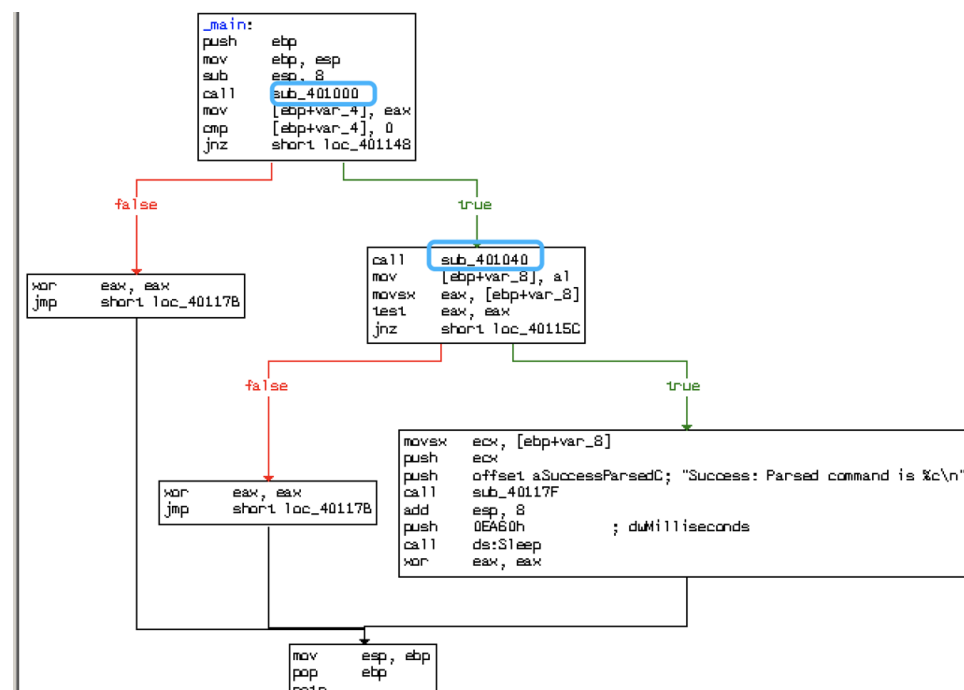 _main:
push ebp
mov ebp, esp
sub esp, 8
call sub_401000
mov [ebp+var_4], eax
cmp [ebp+var_4], 0
jnz short loc_401148
false
true
call sub_401040
mov [ebp+var_8], al
movsx eax, [ebp+var_8]
test eax, eax
jnz short loc_40115C
xor eax, eax
jmp short loc_40117B
false
true
movsx ecx, [ebp+var_8]
push ecx
push offset aSuccessParsedC; "Success: Parsed command is %c\n"
call sub_40117F
add esp, 8
push 0EA60h ; dwMilliseconds
call ds:Sleep
xor eax, eax
xor eax, eax
jmp short loc_40117B
mov esp, ebp
pop ebp